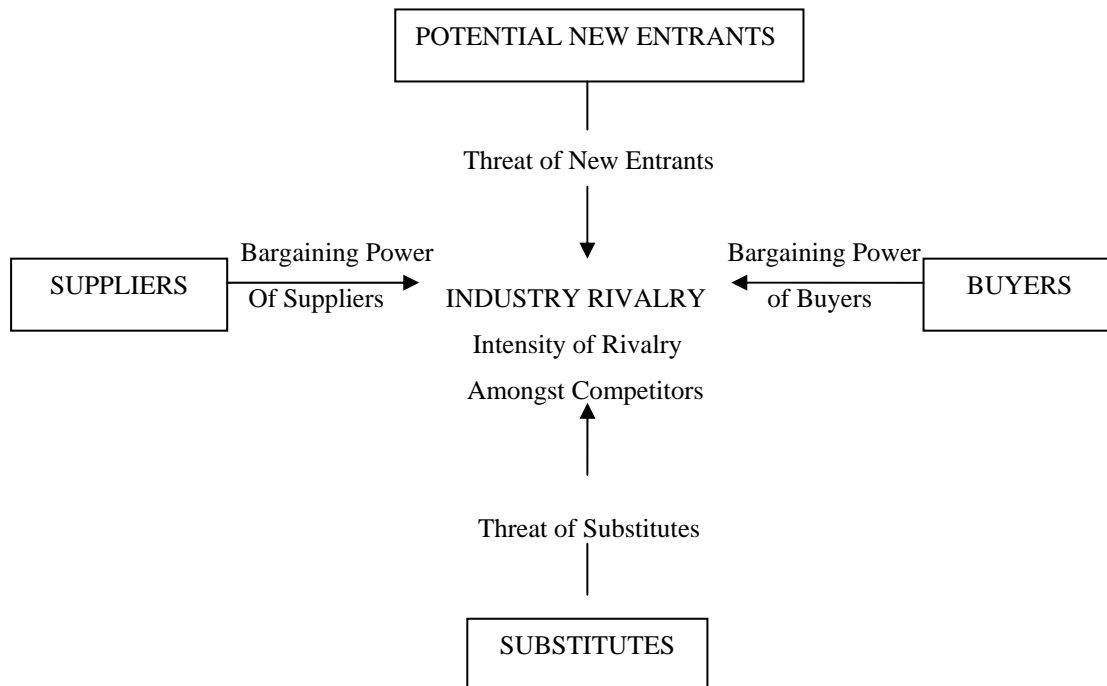 POTENTIAL NEW ENTRANTS
Threat of New Entrants
Bargaining Power
Of Suppliers
SUPPLIERS
INDUSTRY RIVALRY
Intensity of Rivalry
Amongst Competitors
Bargaining Power
of Buyers
BUYERS
Threat of Substitutes
SUBSTITUTES